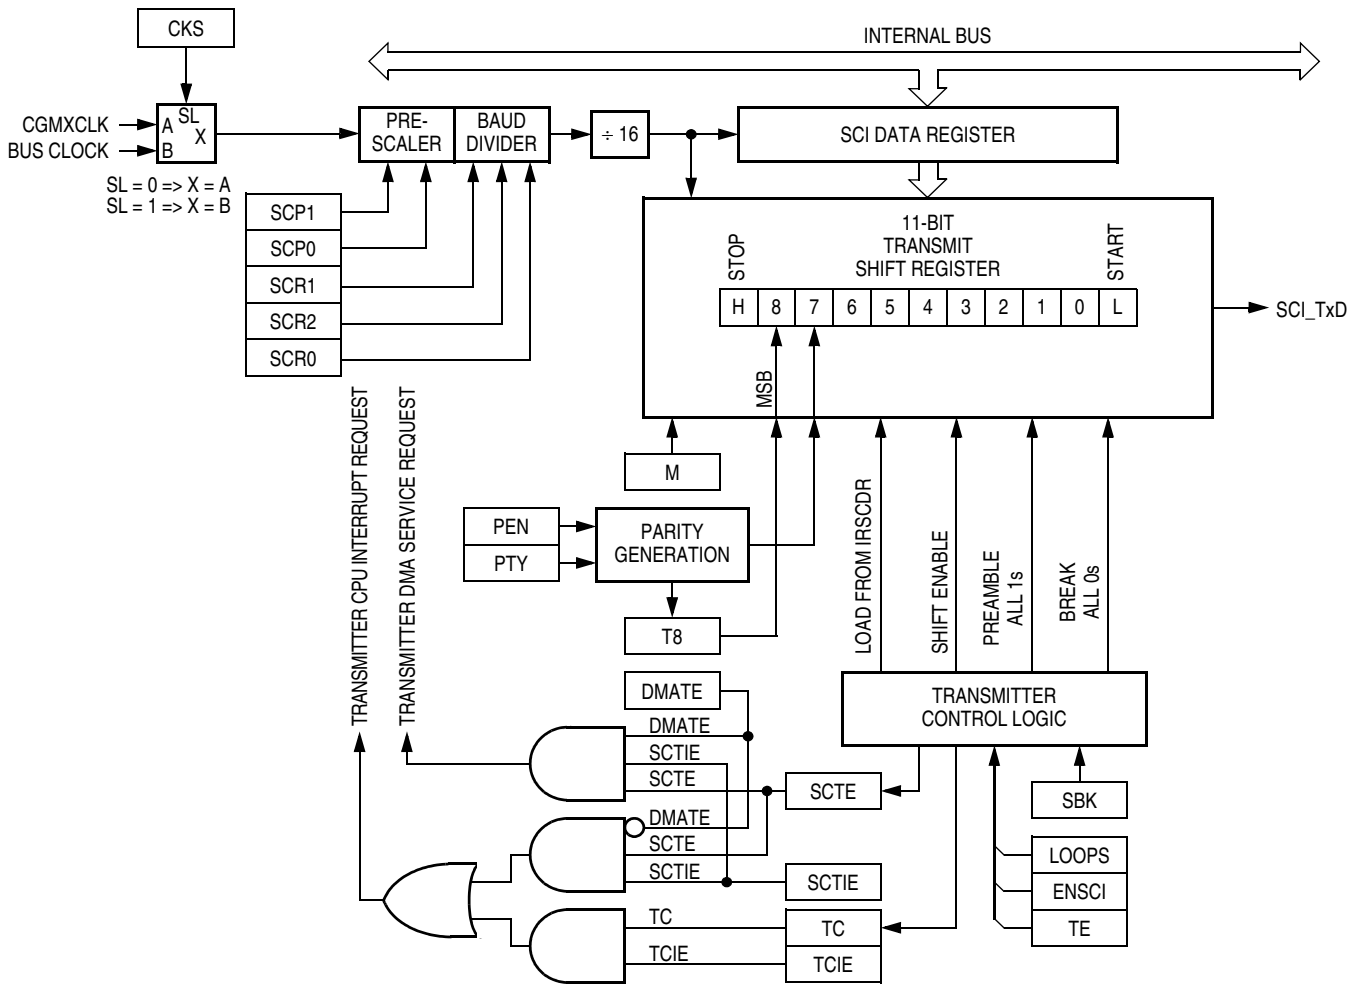 CKS
INTERNAL BUS
SL
A
X
B
CGMXCLK
BUS CLOCK
SL = 0 => X = A
SL = 1 => X = B
PRE-
SCALER
BAUD
DIVIDER
÷ 16
SCI DATA REGISTER
SCP1
SCP0
SCR1
SCR2
SCR0
11-BIT
TRANSMIT
SHIFT REGISTER
STOP
START
H 8 7 6 5 4 3 2 1 0 L
SCI_TxD
MSB
M
PEN
PTY
PARITY
GENERATION
T8
TRANSMITTER CPU INTERRUPT REQUEST
TRANSMITTER DMA SERVICE REQUEST
LOAD FROM IRSCDR
SHIFT ENABLE
PREAMBLE
ALL 1s
BREAK
ALL 0s
TRANSMITTER
CONTROL LOGIC
DMATE
DMATE
SCTIE
SCTE
SCTE
SBK
DMATE
SCTE
SCTIE
SCTIE
LOOPS
ENSCI
TE
TC
TC
TCIE
TCIE